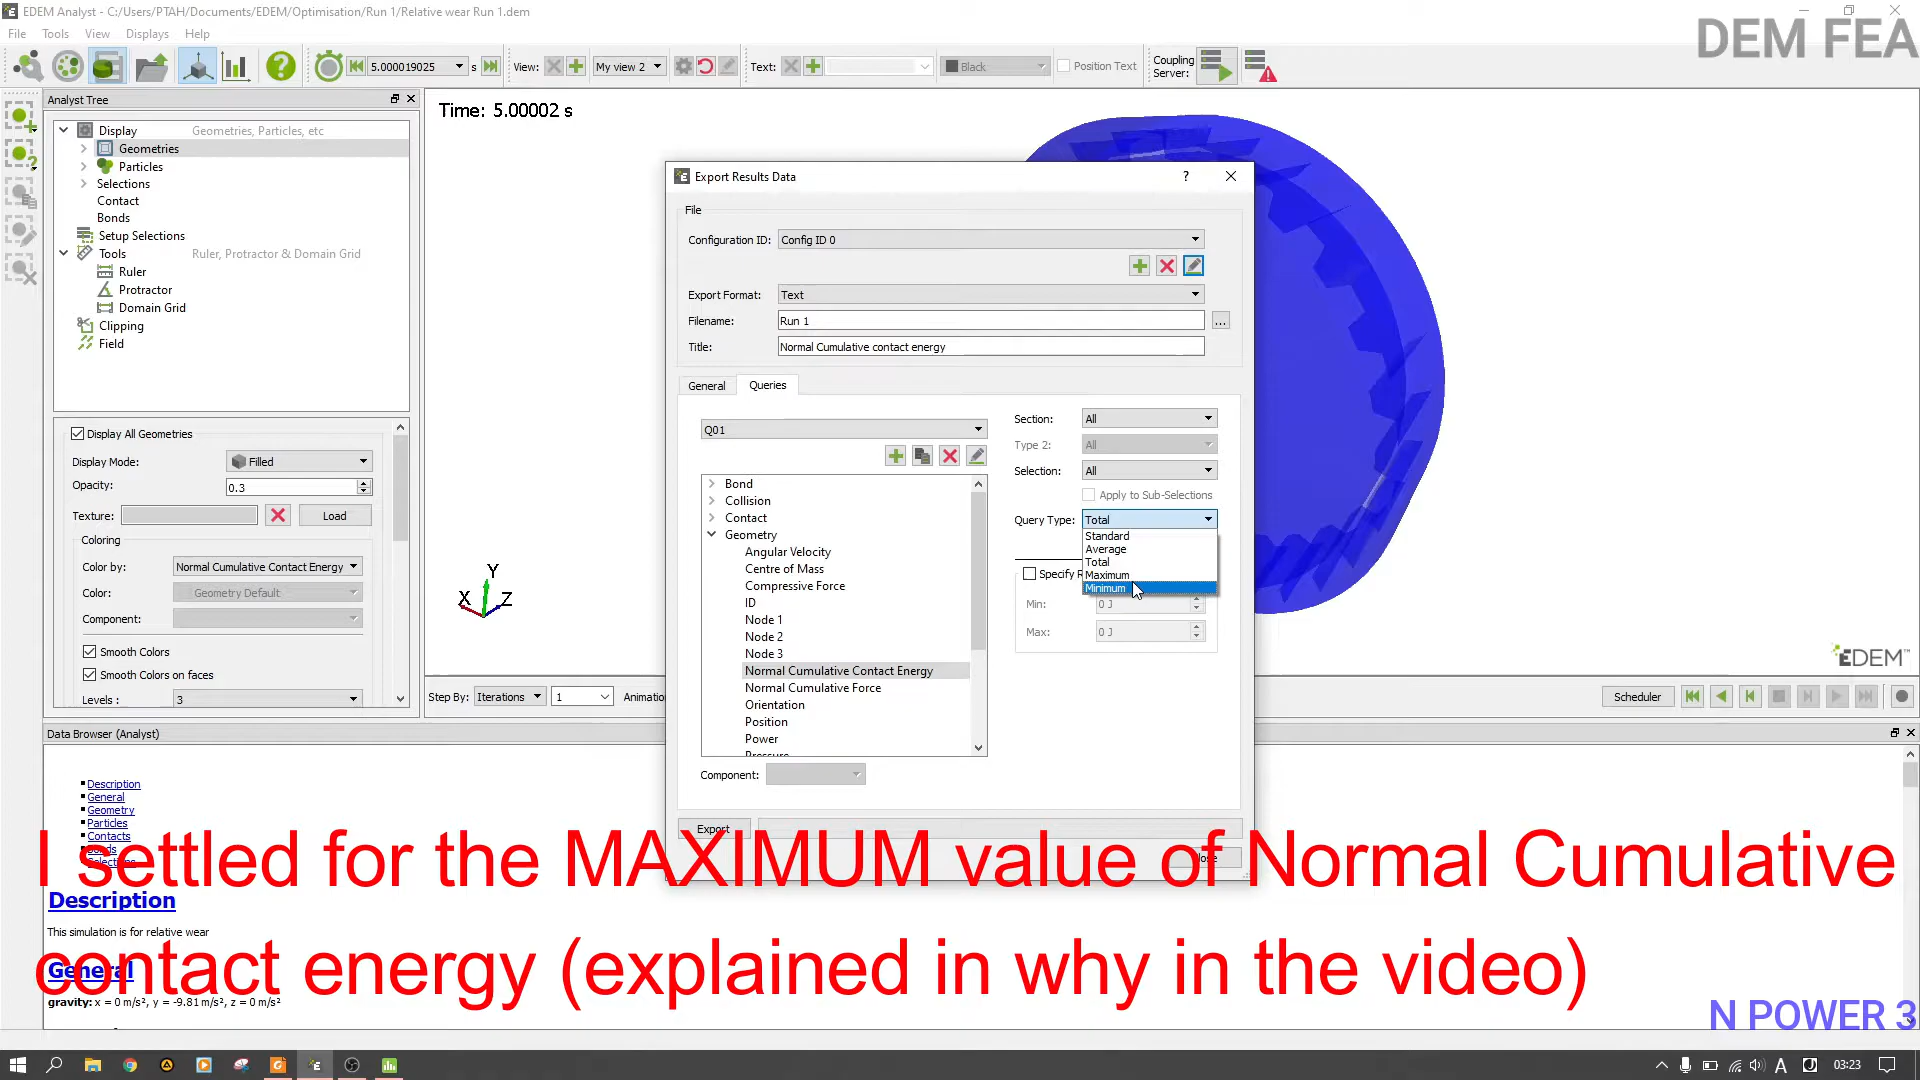 EDEM Analyst - C:/Users/PTAH/Documents/EDEM/Optimisation/Run 1/Relative wear Run 1.dem
File Tools View Displays Help
DEM FEA
5.000019025
View:
My view 2
Text:
Black
Position Text
Coupling
Server:
Analyst Tree
Display Geometries, Particles, etc
Geometries
Particles
Selections
Contact
Bonds
Setup Selections
Tools Ruler, Protractor & Domain Grid
Ruler
Protractor
Domain Grid
Clipping
Field
Display All Geometries
Display Mode: Filled
Opacity: 0.3
Texture: Load
Coloring
Color by: Normal Cumulative Contact Energy
Color: Geometry Default
Component:
Smooth Colors
Smooth Colors on faces
Levels : 3
Time: 5.00002 s
Y
X
Z
Export Results Data
?
File
Configuration ID: Config ID 0
Export Format: Text
Filename: Run 1
...
Title: Normal Cumulative contact energy
General Queries
Q01
Bond
Collision
Contact
Geometry
Angular Velocity
Centre of Mass
Compressive Force
ID
Node 1
Node 2
Node 3
Normal Cumulative Contact Energy
Normal Cumulative Force
Orientation
Position
Power
Pressure
Component:
Section: All
Type 2: All
Selection: All
Apply to Sub-Selections
Query Type: Total
Standard
Average
Total
Maximum
Minimum
Specify R
Min: 0 J
Max: 0 J
Export
EDEM™
Step By: Iterations 1 Animatio
Scheduler
Data Browser (Analyst)
Description
General
Geometry
Particles
Contacts
Description
This simulation is for relative wear
General
gravity: x = 0 m/s², y = -9.81 m/s², z = 0 m/s²
I settled for the MAXIMUM value of Normal Cumulative
contact energy (explained in why in the video)
N POWER 3
A
03:23